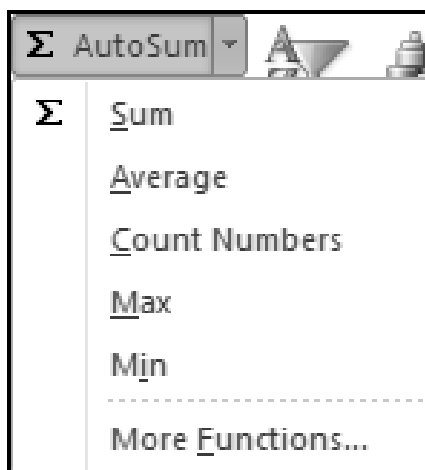 Σ AutoSum
Σ Sum
Average
Count Numbers
Max
Min
More Functions...